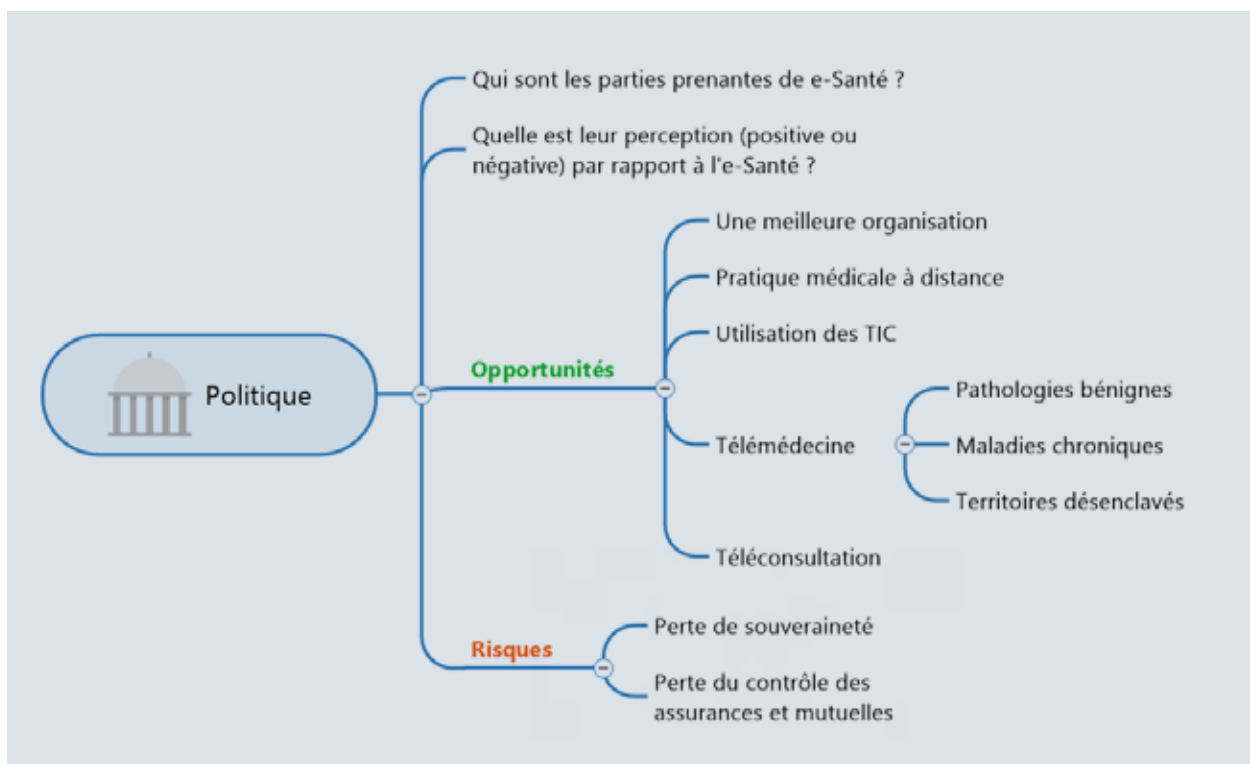 Qui sont les parties prenantes de e-Santé ?
Quelle est leur perception (positive ou
négative) par rapport à l'e-Santé ?
Une meilleure organisation
Pratique médicale à distance
Utilisation des TIC
Opportunités
Politique
Pathologies bénignes
Télémédecine
Maladies chroniques
Territoires désenclavés
Téléconsultation
Risques
Perte de souveraineté
Perte du contrôle des
assurances et mutuelles